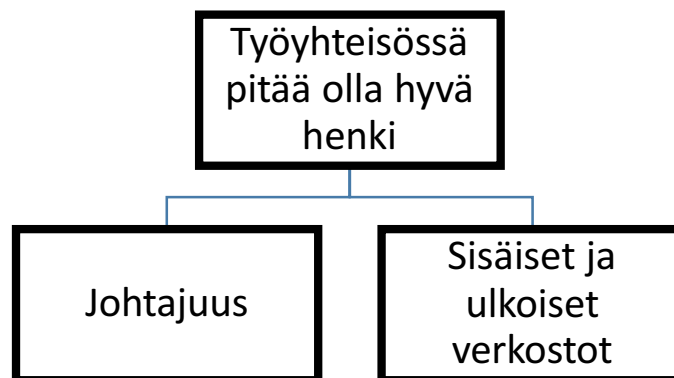 Työyhteisössä
pitää olla hyvä
henki
Johtajuus
Sisäiset ja
ulkoiset
verkostot